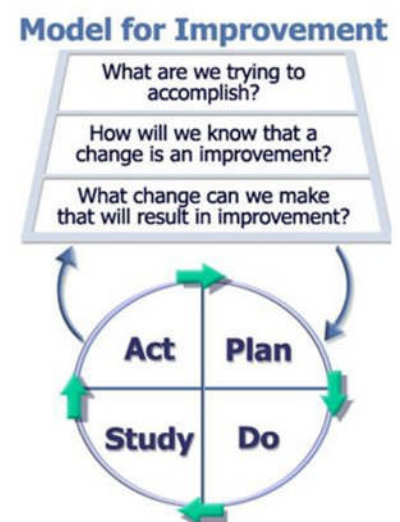 Model for Improvement
What are we trying to
accomplish?
How will we know that a
change is an improvement?
What change can we make
that will result in improvement?
Act
Plan
Study
Do